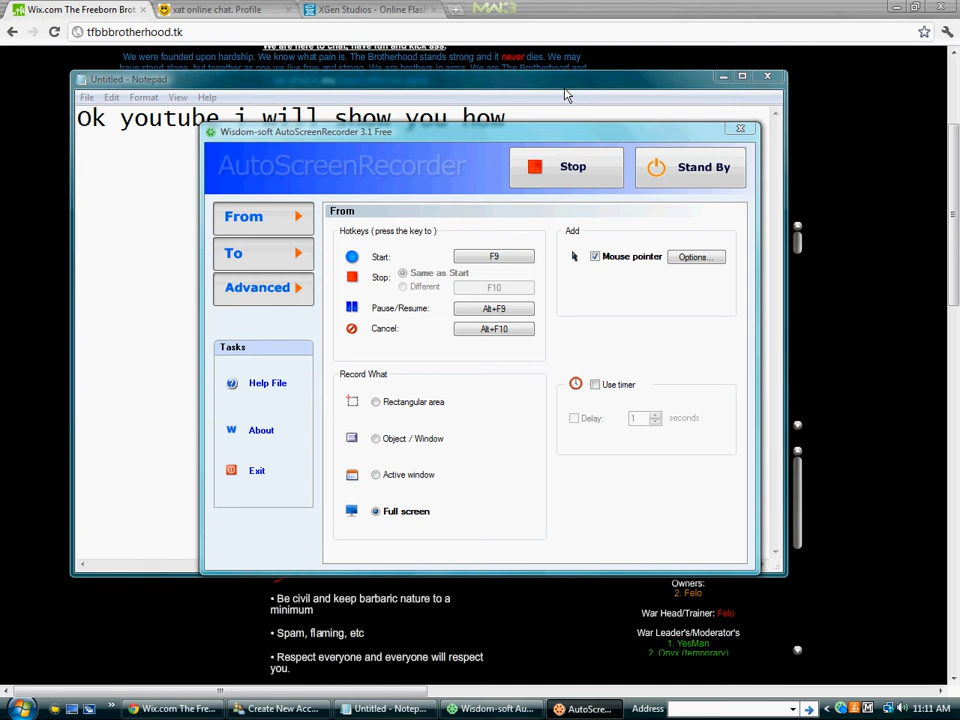 Wix.com The Freeborn Brot
xat online chat. Profile
XGen Studios - Online Flas
MAK3
tfbbbrotherhood.tk
We are here to chat, have fun and kick ass.
We were founded upon hardship. We know what pain is. The Brotherhood stands strong and it never dies. We may
Untitled - Notepad
File Edit Format View Help
Ok youtube i will show you how
Wisdom-soft AutoScreenRecorder 3.1 Free
AutoScreenRecorder
Stop
Stand By
From
To
Advanced
Tasks
Help File
About
Exit
From
Hotkeys ( press the key to )
Start: F9
Stop: Same as Start
Different F10
Pause/Resume: Alt+F9
Cancel: Alt+F10
Add
Mouse pointer Options...
Record What
Rectangular area
Object / Window
Active window
Full screen
Use timer
Delay: 1 seconds
• Be civil and keep barbaric nature to a
minimum
• Spam, flaming, etc
• Respect everyone and everyone will respect
you.
Owners:
2. Felo
War Head/Trainer: Felo
War Leader's/Moderator's
1. YesMan
2. Onyx (temporary)
Wix.com The Free...
Create New Acc...
Untitled - Notep...
Wisdom-soft Au...
AutoScre...
Address
11:11 AM